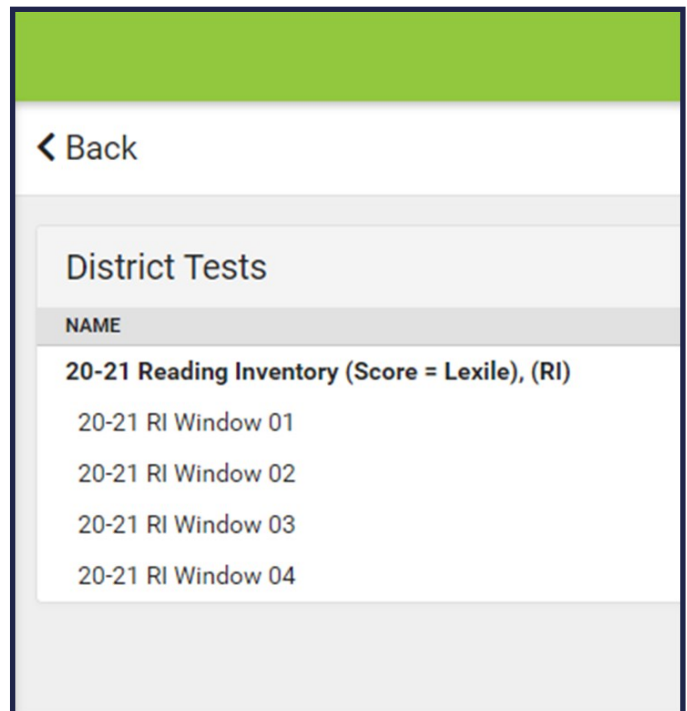 Back
District Tests
NAME
20-21 Reading Inventory (Score = Lexile), (RI)
20-21 RI Window 01
20-21 RI Window 02
20-21 RI Window 03
20-21 RI Window 04